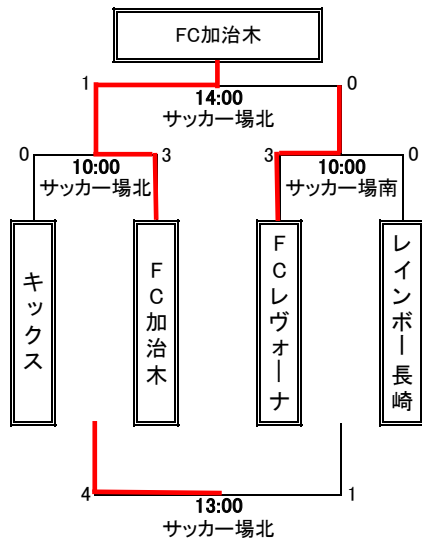 FC加治木
1
0
14:00
サッカー場北
0
3
3
0
10:00
10:00
サッカー場北
サッカー場南
キックス
FC加治木
FCレヴォーナ
レインボー長崎
4
1
13:00
サッカー場北